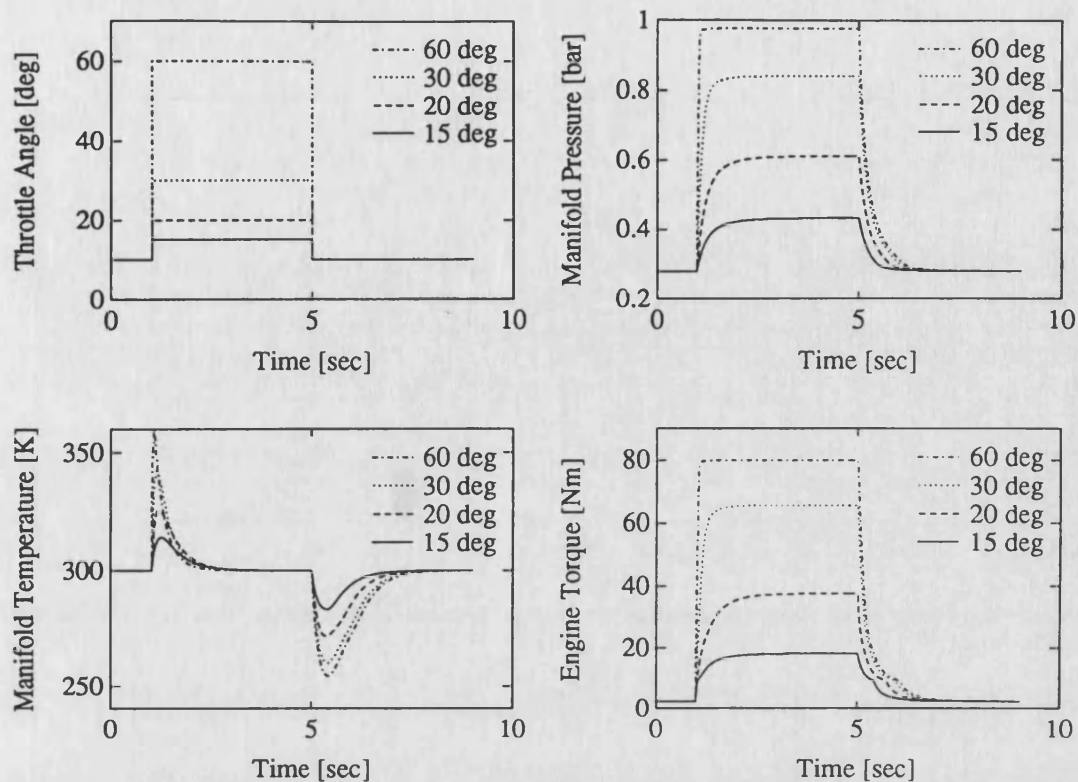 Throttle Angle [deg]
60
40
20
0
60 deg
30 deg
20 deg
15 deg
0
5
10
Time [sec]
Manifold Pressure [bar]
1
0.8
0.6
0.4
0.2
60 deg
30 deg
20 deg
15 deg
0
5
10
Time [sec]
Manifold Temperature [K]
350
300
250
60 deg
30 deg
20 deg
15 deg
0
5
10
Time [sec]
Engine Torque [Nm]
80
60
40
20
0
60 deg
30 deg
20 deg
15 deg
0
5
10
Time [sec]